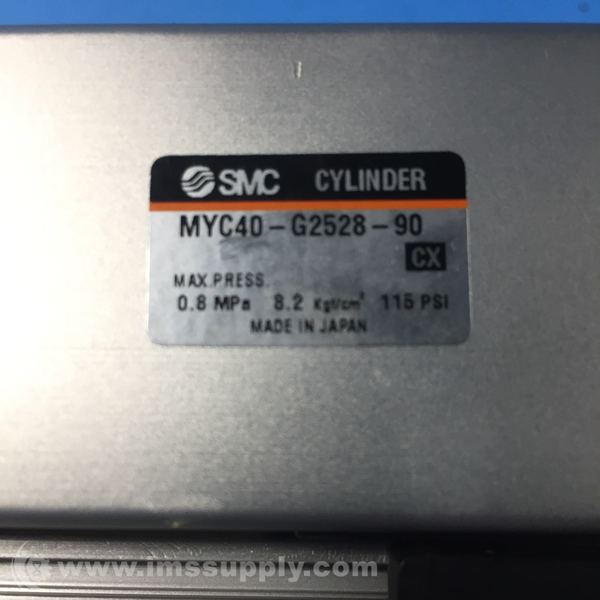 SMC CYLINDER
MYC40-G2528-90
CX
MAX.PRESS.
0.8 MPa 8.2 Kgf/cm² 115 PSI
MADE IN JAPAN
IMS
www.imssupply.com